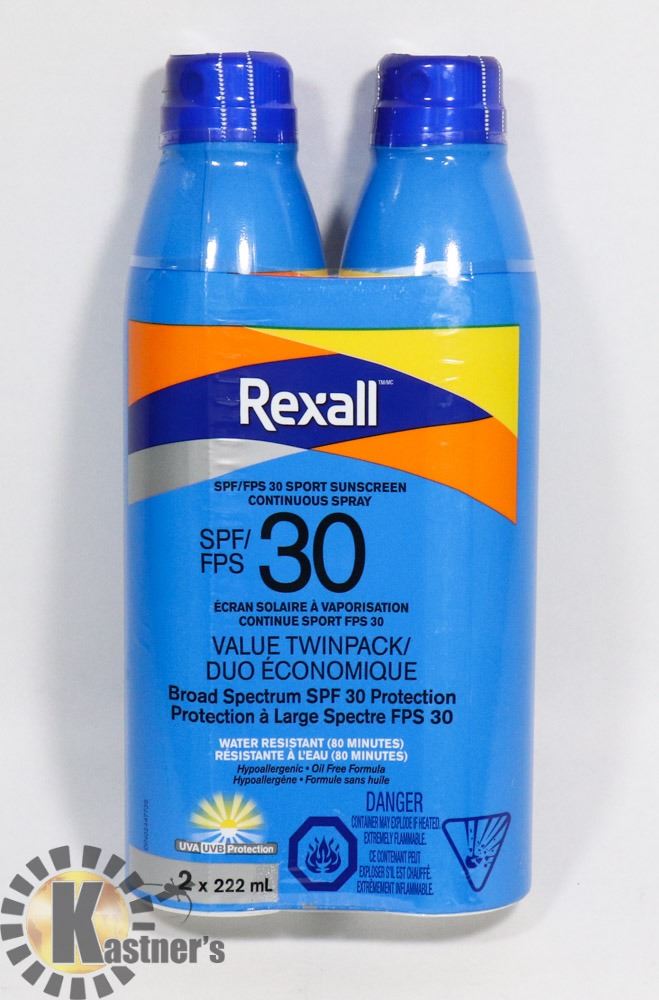 Rexall TM/MC
SPF/FPS 30 SPORT SUNSCREEN
CONTINUOUS SPRAY
SPF/
FPS 30
ÉCRAN SOLAIRE À VAPORISATION
CONTINUE SPORT FPS 30
VALUE TWINPACK/
DUO ÉCONOMIQUE
Broad Spectrum SPF 30 Protection
Protection à Large Spectre FPS 30
WATER RESISTANT (80 MINUTES)
RÉSISTANTE À L'EAU (80 MINUTES)
Hypoallergenic • Oil Free Formula
Hypoallergène • Formule sans huile
UVA UVB Protection
2 x 222 mL
DANGER
CONTAINER MAY EXPLODE IF HEATED.
EXTREMELY FLAMMABLE.
CE CONTENANT PEUT
EXPLOSER S'IL EST CHAUFFÉ.
EXTRÊMEMENT INFLAMMABLE.
Kastner's